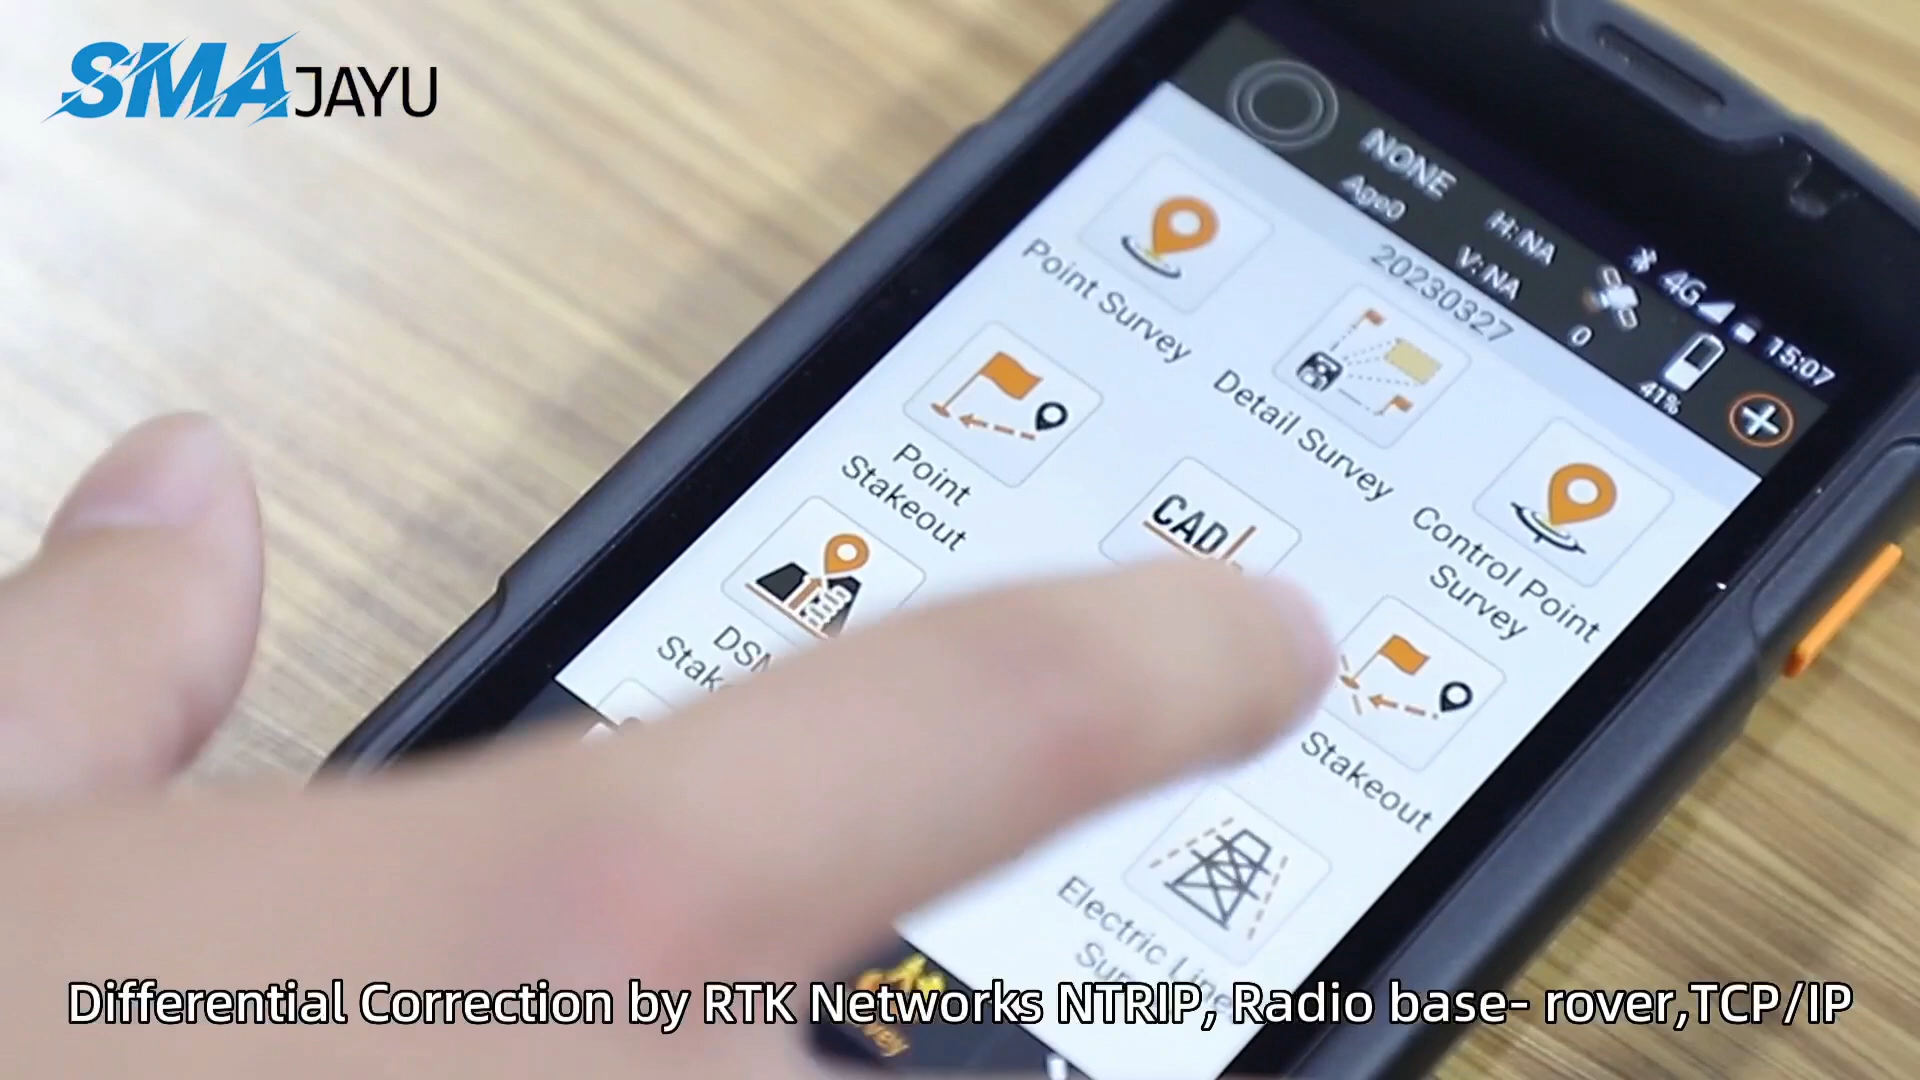 SMAJAYU
NONE
Age0
H: NA
V: NA
0
4G
15:07
41%
20230327
Point Survey
Detail Survey
Control Point
Survey
Point
Stakeout
CAD
Stakeout
Electric Line
Differential Correction by RTK Networks NTRIP, Radio base- rover,TCP/IP